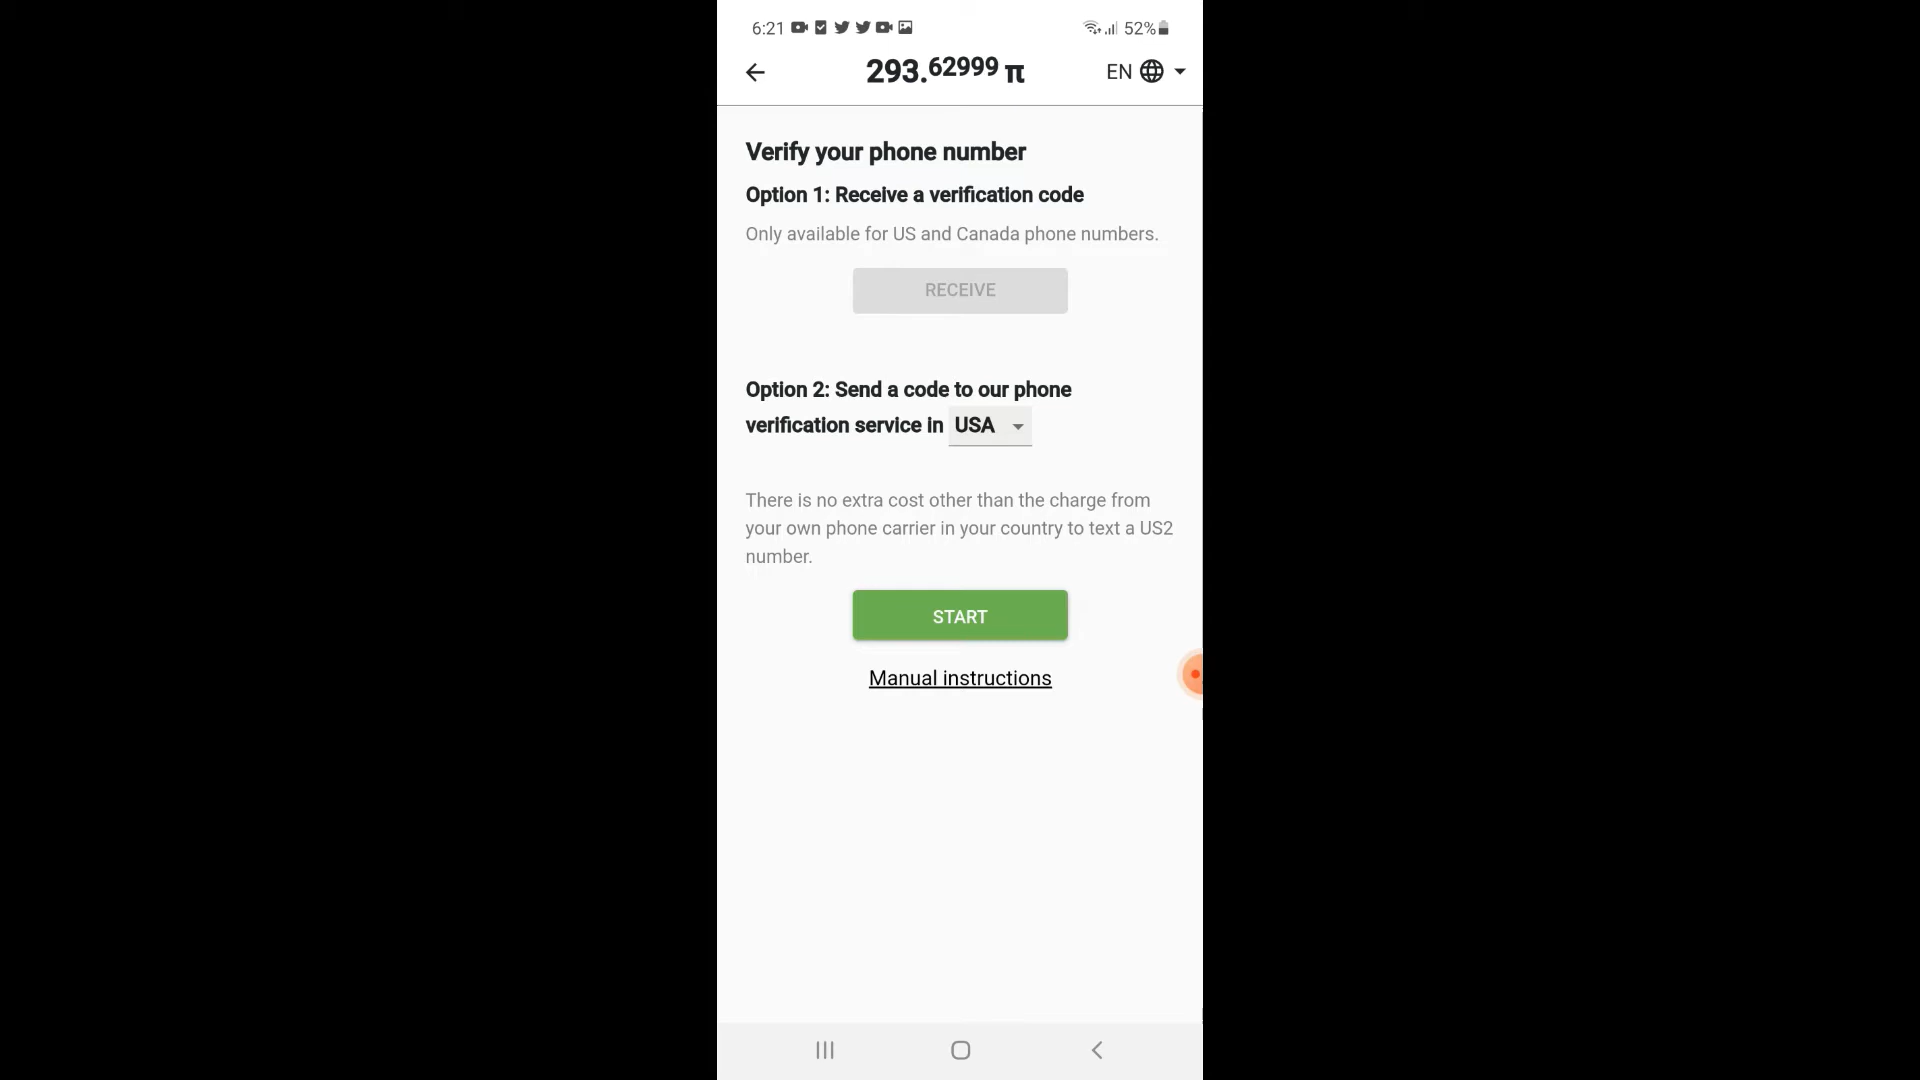 6:21 52%
293.62999 π EN
Verify your phone number
Option 1: Receive a verification code
Only available for US and Canada phone numbers.
RECEIVE
Option 2: Send a code to our phone
verification service in USA
There is no extra cost other than the charge from
your own phone carrier in your country to text a US2
number.
START
Manual instructions